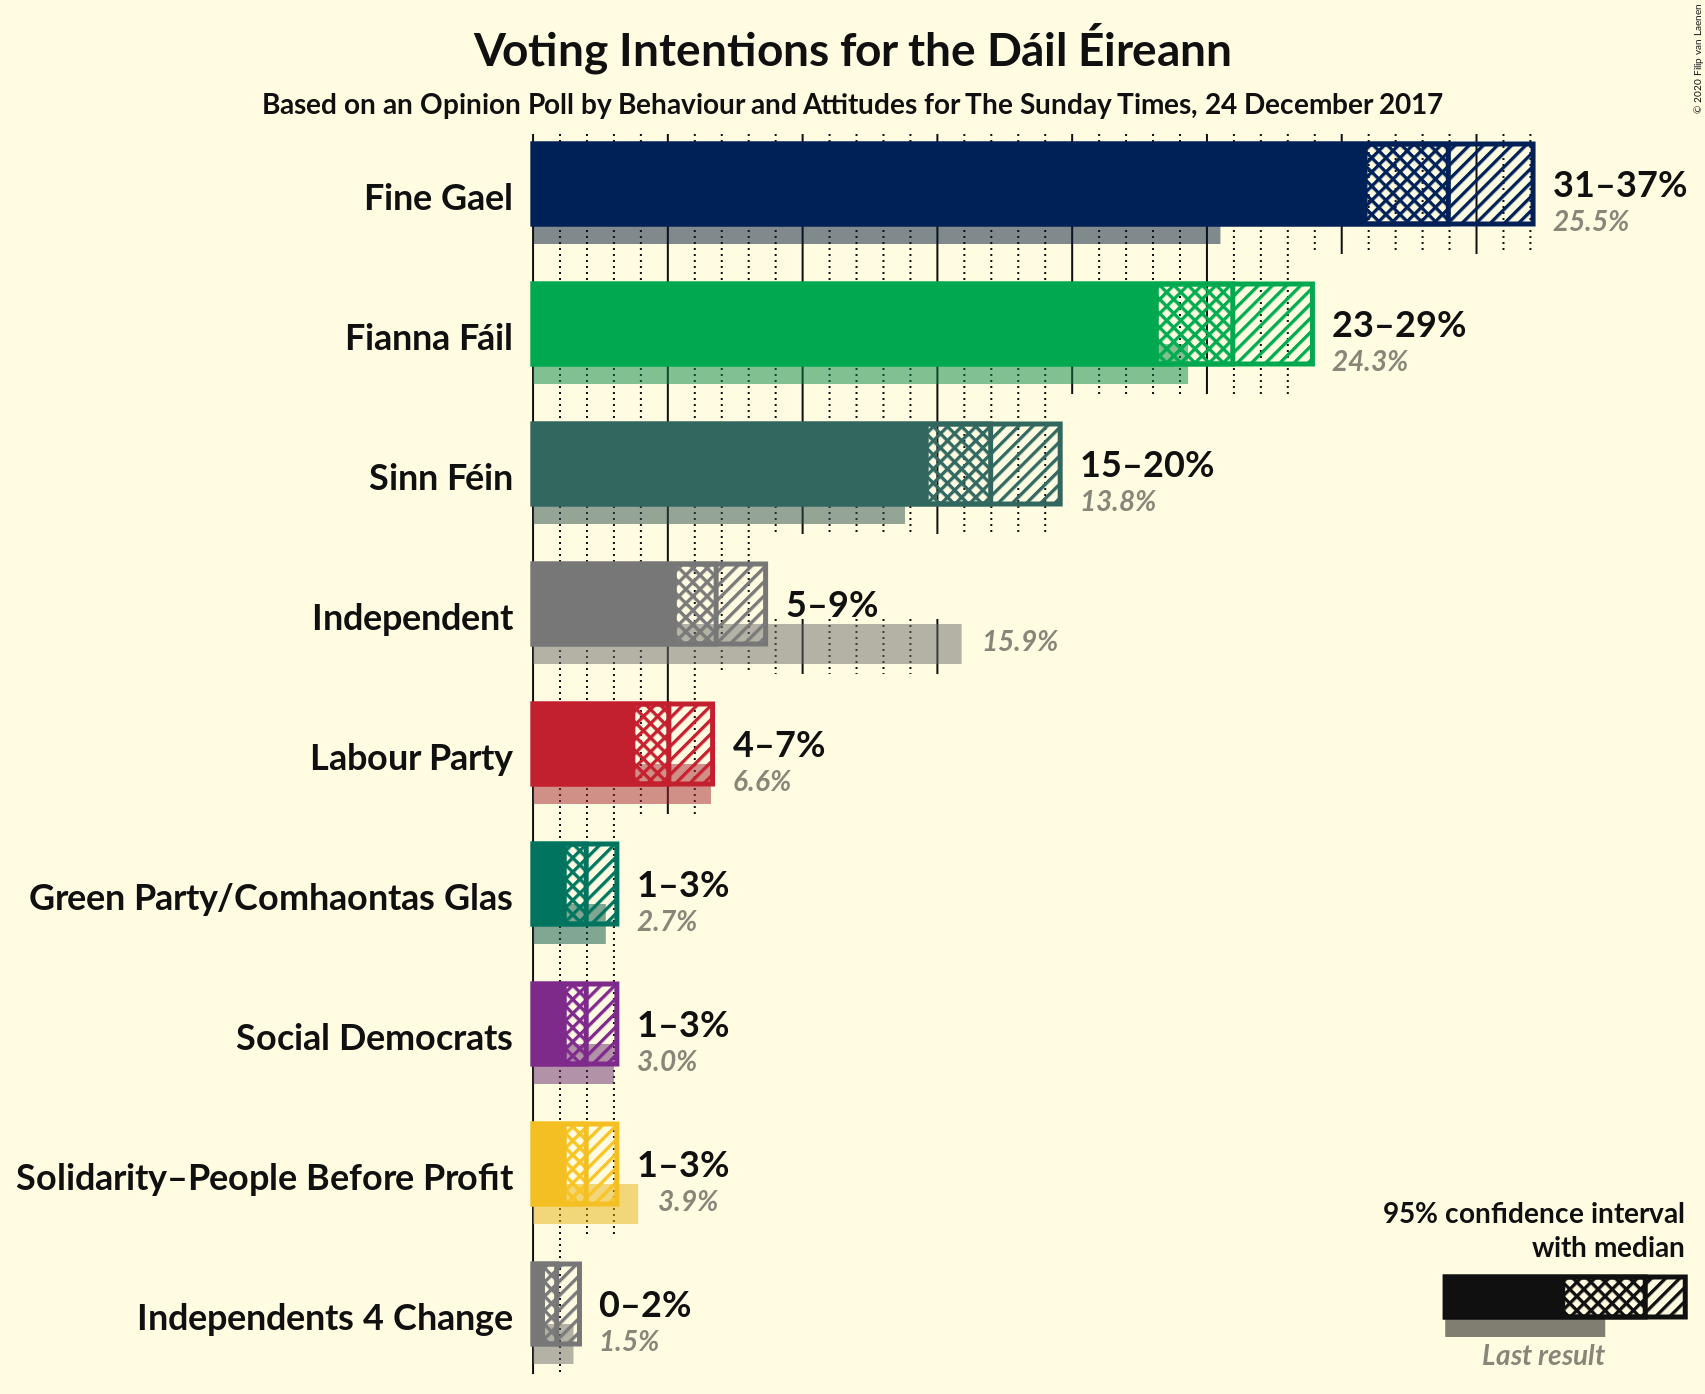 Voting Intentions for the Dáil Éireann
Based on an Opinion Poll by Behaviour and Attitudes for The Sunday Times, 24 December 2017
© 2020 Filip van Laenen
Fine Gael
31–37%
25.5%
Fianna Fáil
23–29%
24.3%
Sinn Féin
15–20%
13.8%
Independent
5–9%
15.9%
Labour Party
4–7%
6.6%
Green Party/Comhaontas Glas
1–3%
2.7%
Social Democrats
1–3%
3.0%
Solidarity–People Before Profit
1–3%
3.9%
Independents 4 Change
0–2%
1.5%
95% confidence interval
with median
Last result